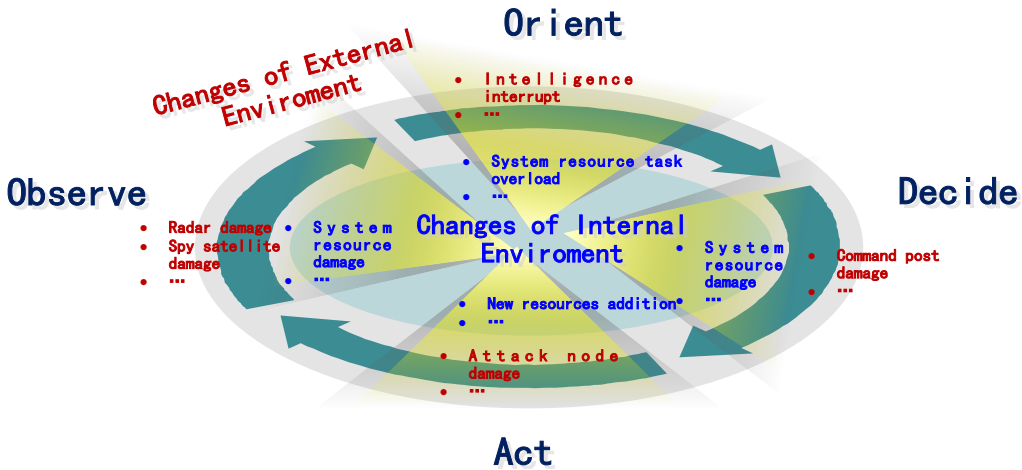 Orient
Changes of External
Enviroment
• Intelligence
interrupt
• …
• System resource task
overload
• …
Observe
Decide
• Radar damage
• Spy satellite
damage
• …
• System
resource
damage
• …
Changes of Internal
Enviroment
• System
resource
damage
• …
• Command post
damage
• …
• New resources addition
• …
• Attack node
damage
• …
Act